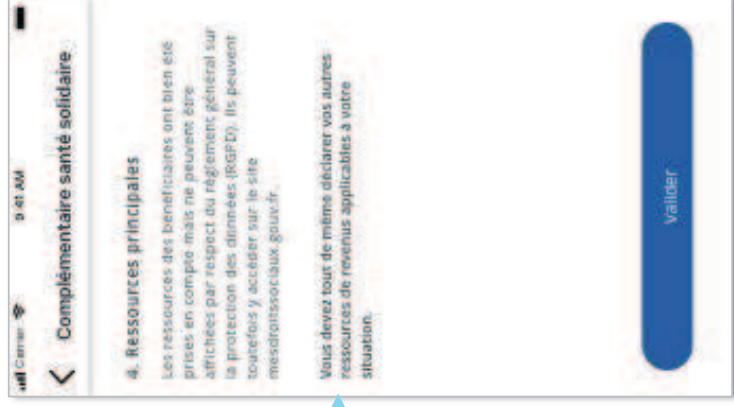 Carrier 9:41 AM
Complémentaire santé solidaire
4. Ressources principales
Les ressources des bénéficiaires ont bien été
prises en compte mais ne peuvent être
affichées par respect du règlement général sur
la protection des données (RGPD). Ils peuvent
toutefois y accéder sur le site
mesdroitssociaux.gouv.fr.
Vous devez tout de même déclarer vos autres
ressources de revenus applicables à votre
situation.
Valider